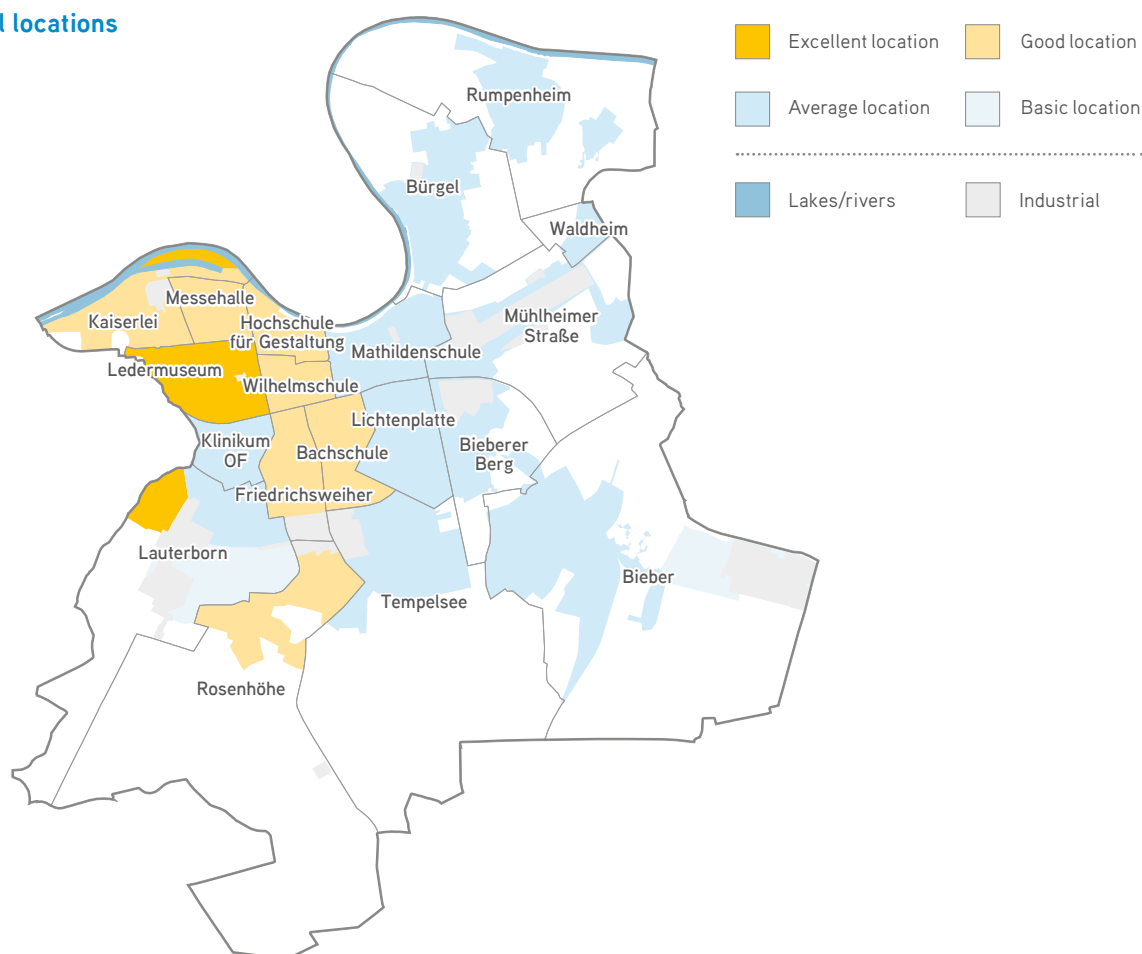 l locations
Excellent location
Good location
Average location
Basic location
Lakes/rivers
Industrial
Rumpenheim
Bürgel
Waldheim
Messehalle
Kaiserlei
Hochschule
für Gestaltung
Mühlheimer
Straße
Mathildenschule
Ledermuseum
Wilhelmschule
Lichtenplatte
Klinikum
OF
Bachschule
Bieberer
Berg
Friedrichsweiher
Lauterborn
Bieber
Tempelsee
Rosenhöhe